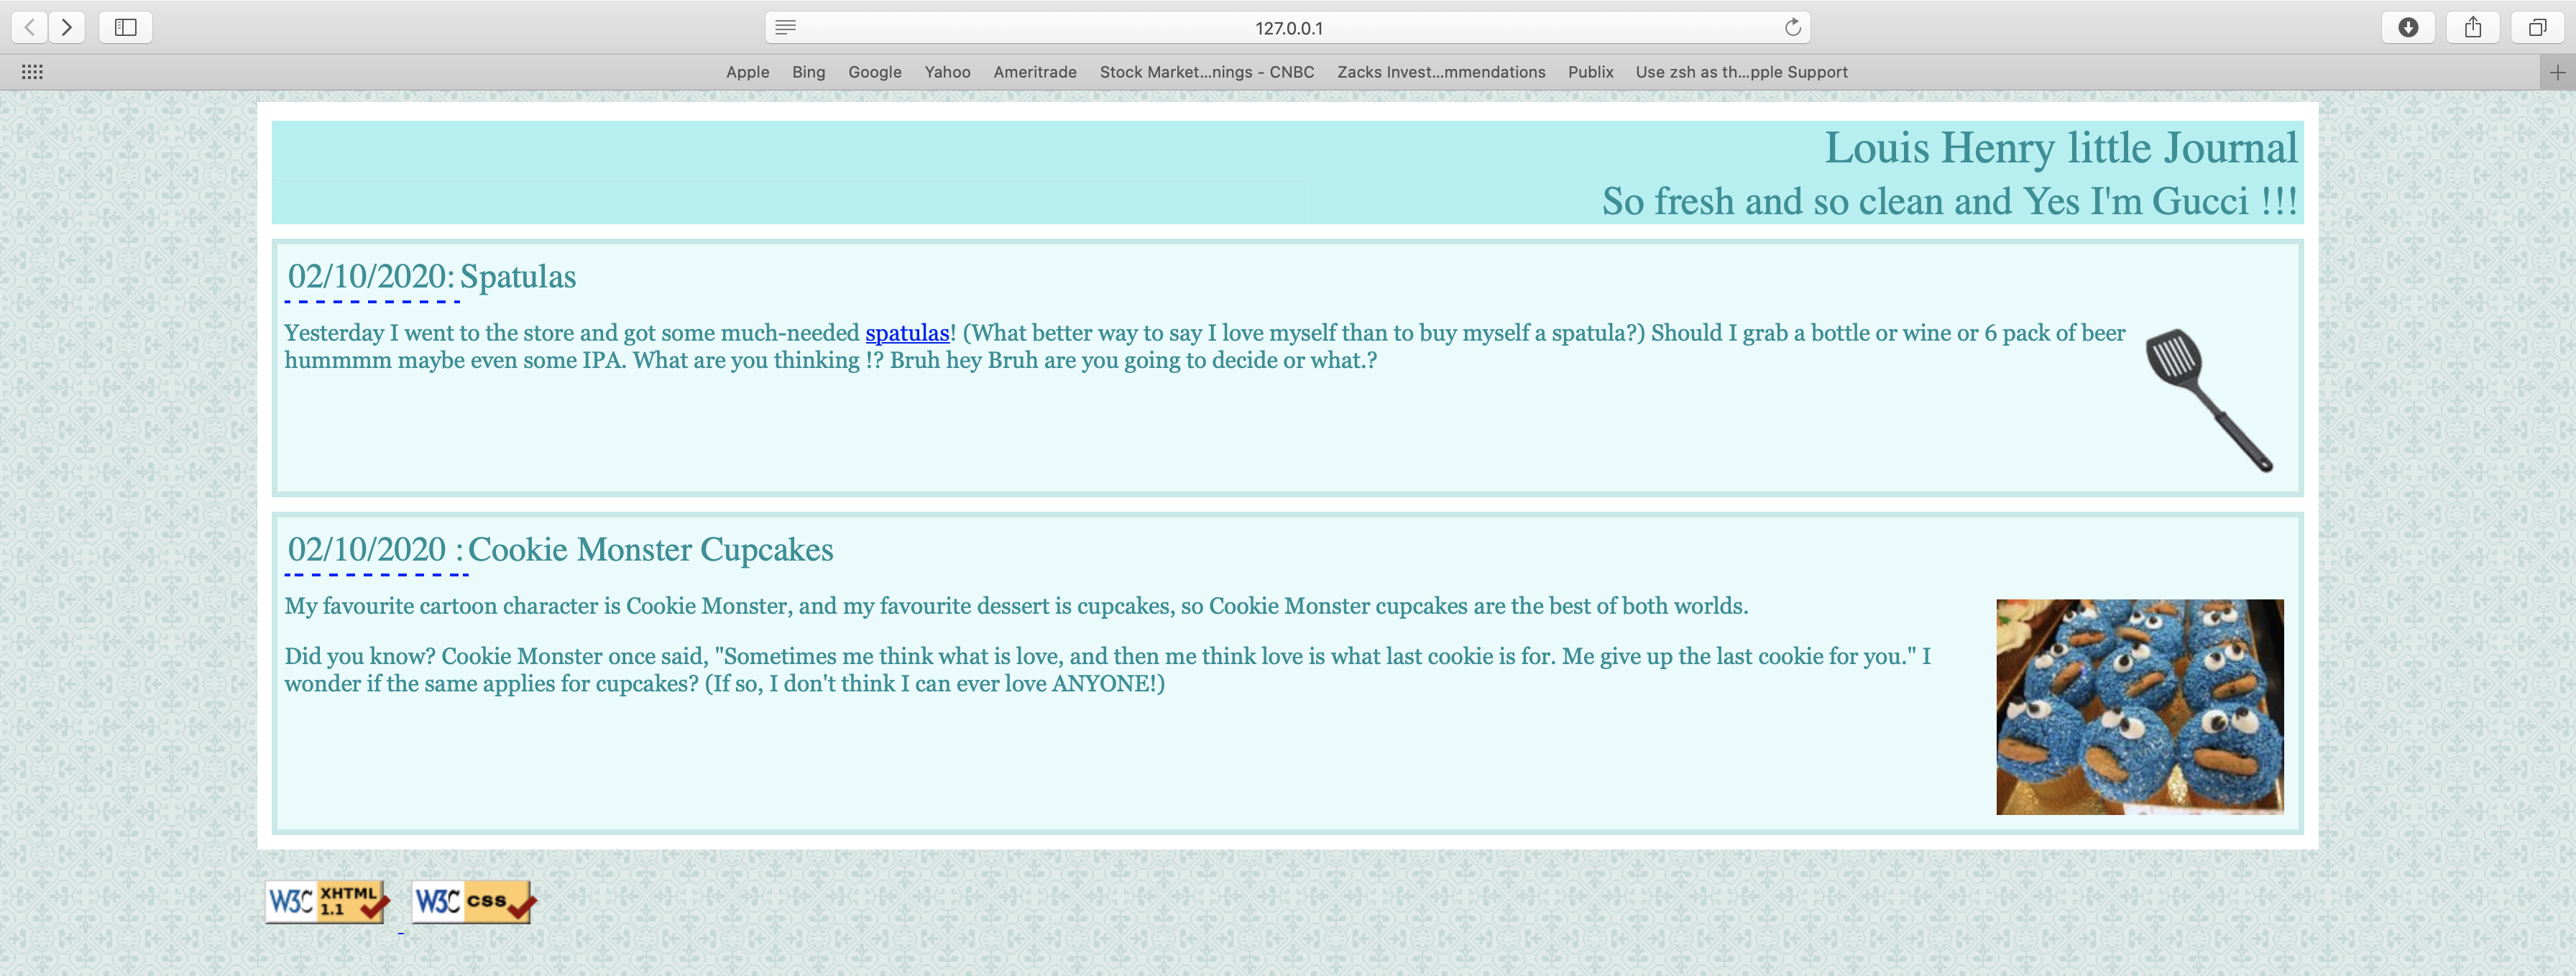 127.0.0.1
Apple Bing Google Yahoo Ameritrade Stock Market...nings - CNBC Zacks Invest...mmendations Publix Use zsh as th...pple Support
Louis Henry little Journal
So fresh and so clean and Yes I'm Gucci !!!
02/10/2020: Spatulas
Yesterday I went to the store and got some much-needed spatulas! (What better way to say I love myself than to buy myself a spatula?) Should I grab a bottle or wine or 6 pack of beer
hummmm maybe even some IPA. What are you thinking !? Bruh hey Bruh are you going to decide or what.?
02/10/2020 : Cookie Monster Cupcakes
My favourite cartoon character is Cookie Monster, and my favourite dessert is cupcakes, so Cookie Monster cupcakes are the best of both worlds.
Did you know? Cookie Monster once said, "Sometimes me think what is love, and then me think love is what last cookie is for. Me give up the last cookie for you." I
wonder if the same applies for cupcakes? (If so, I don't think I can ever love ANYONE!)
W3C XHTML 1.1 W3C css